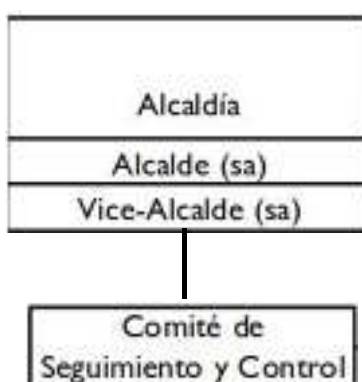 Alcaldía
Alcalde (sa)
Vice-Alcalde (sa)
Comité de
Seguimiento y Control